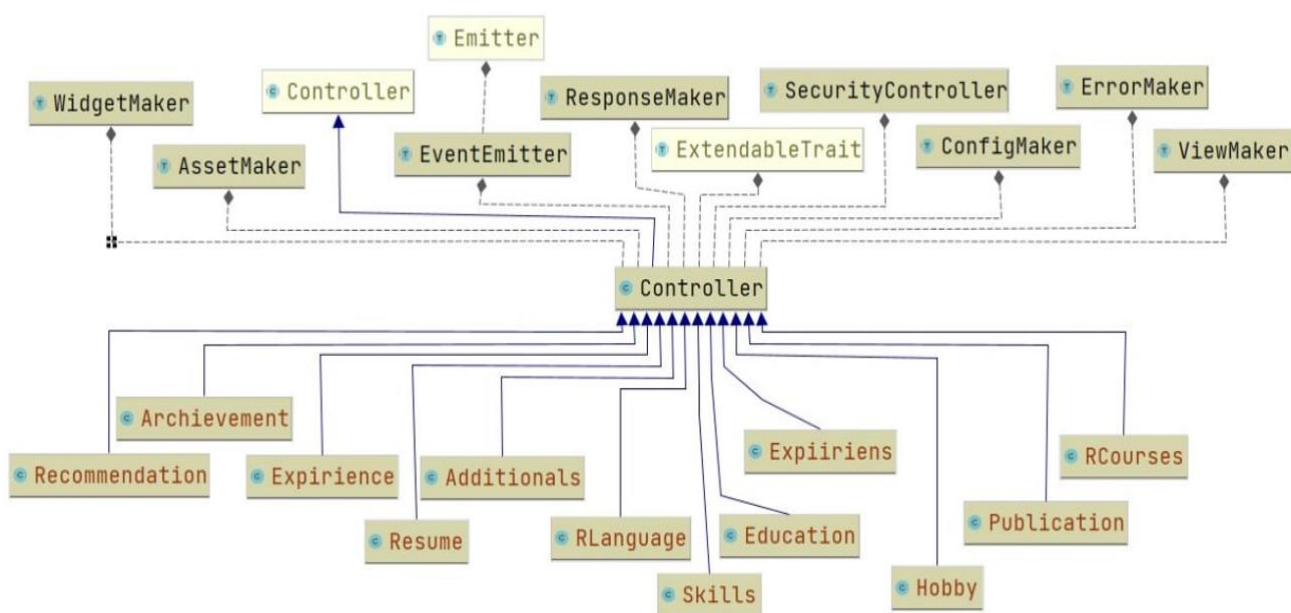 Emitter
Controller
WidgetMaker
ResponseMaker
SecurityController
ErrorMaker
AssetMaker
EventEmitter
ExtendableTrait
ConfigMaker
ViewMaker
Controller
Archievement
Recommendation
Expirience
Additionals
Expiiriens
RCourses
Resume
RLanguage
Education
Publication
Skills
Hobby